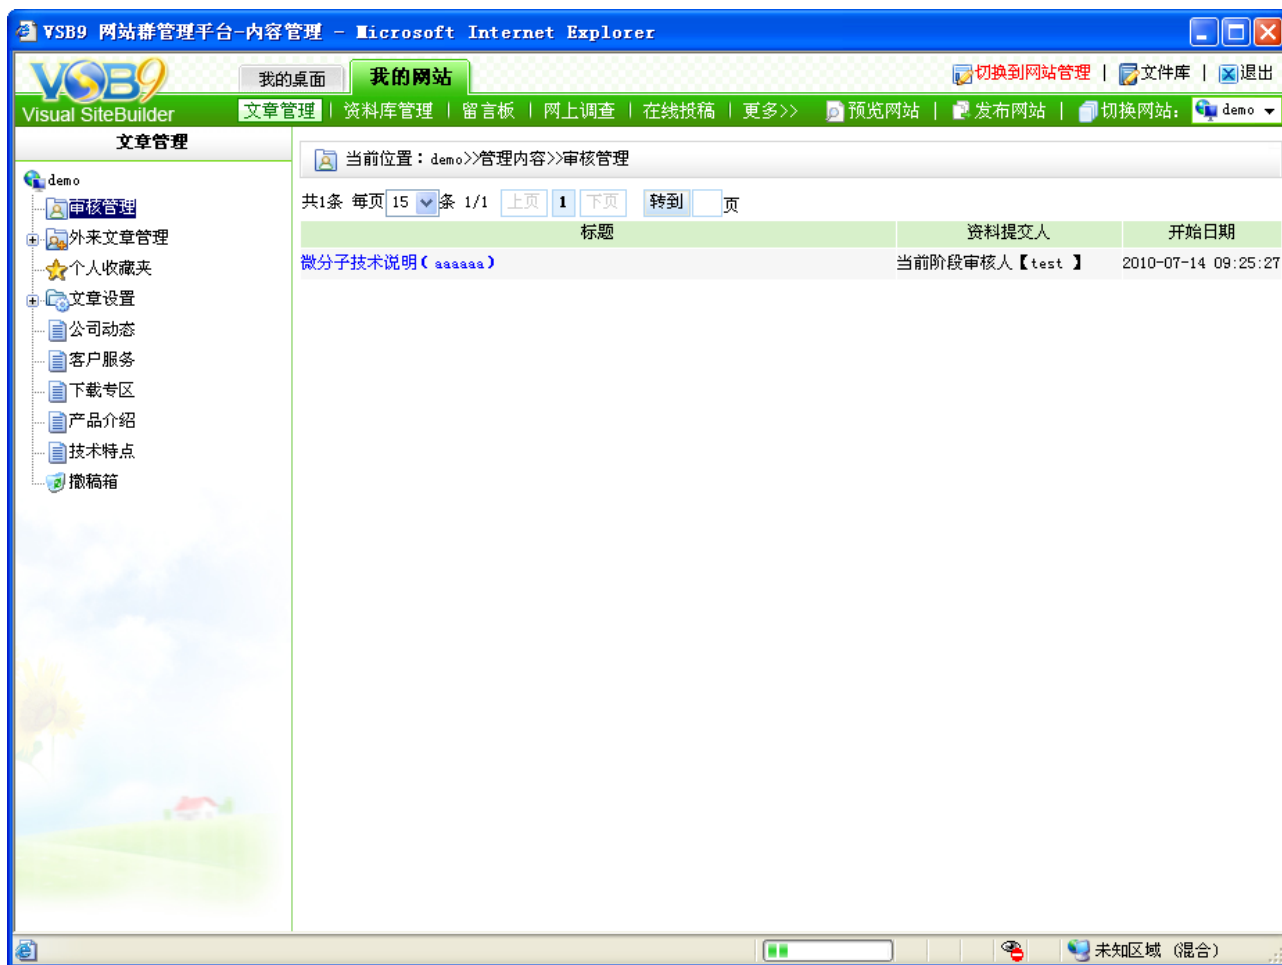 VSB9 网站群管理平台-内容管理 - Microsoft Internet Explorer
VSB9
Visual SiteBuilder
我的桌面 我的网站 切换到网站管理 | 文件库 | 退出
文章管理 | 资料库管理 | 留言板 | 网上调查 | 在线投稿 | 更多>> 预览网站 | 发布网站 | 切换网站: demo
文章管理
demo
审核管理
外来文章管理
个人收藏夹
文章设置
公司动态
客户服务
下载专区
产品介绍
技术特点
撤稿箱
当前位置：demo>>管理内容>>审核管理
共1条 每页 15 条 1/1 上页 1 下页 转到 页
标题 资料提交人 开始日期
微分子技术说明(aaaaaa) 当前阶段审核人【test 】 2010-07-14 09:25:27
未知区域 (混合)